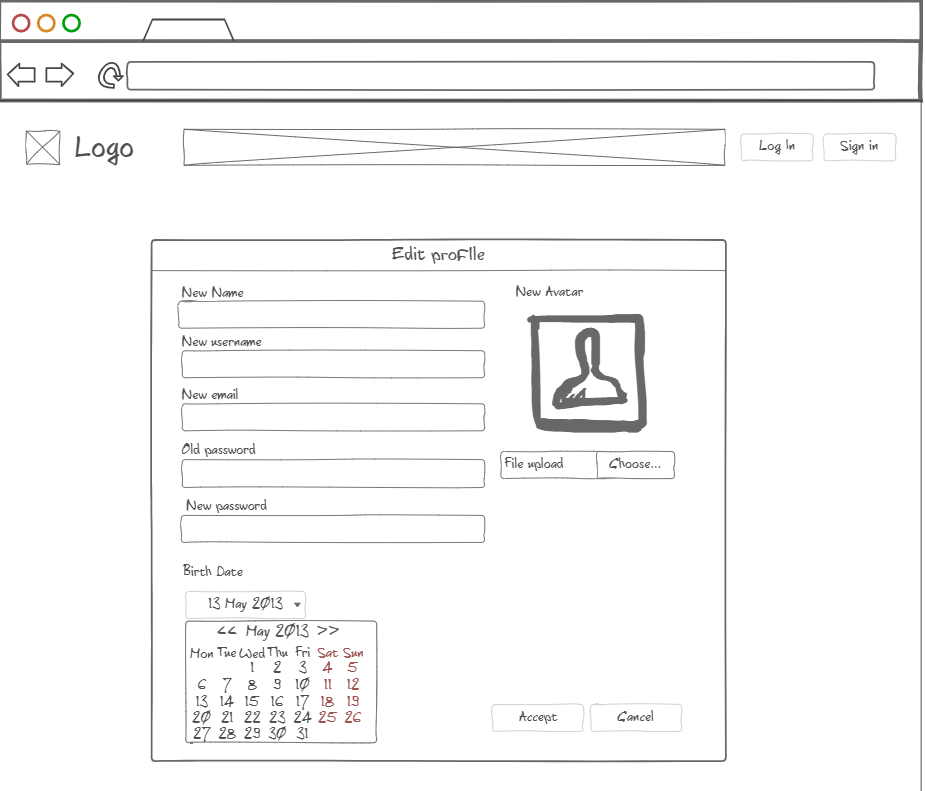 Logo
Log In
Sign in
Edit profile
New Name
New Avatar
New username
New email
Old password
File upload
Choose...
New password
Birth Date
13 May 2013
<< May 2013 >>
Mon Tue Wed Thu Fri Sat Sun
1 2 3 4 5
6 7 8 9 10 11 12
13 14 15 16 17 18 19
20 21 22 23 24 25 26
27 28 29 30 31
Accept
Cancel